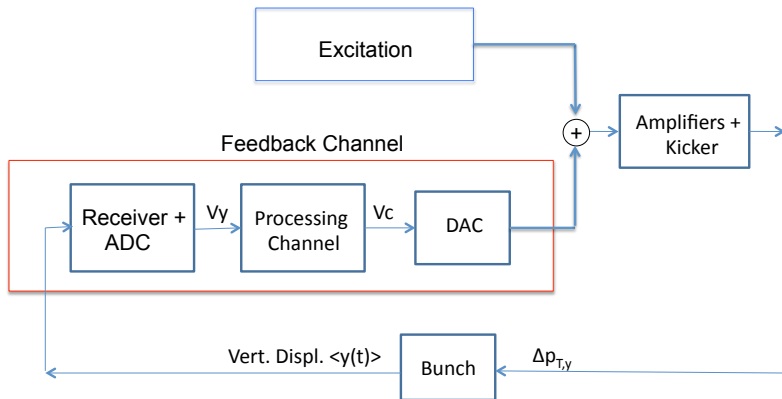 Excitation
Feedback Channel
+
Amplifiers +
Kicker
Receiver +
ADC
Vy
Processing
Channel
Vc
DAC
Vert. Displ. <y(t)>
Bunch
Δp_{T,y}